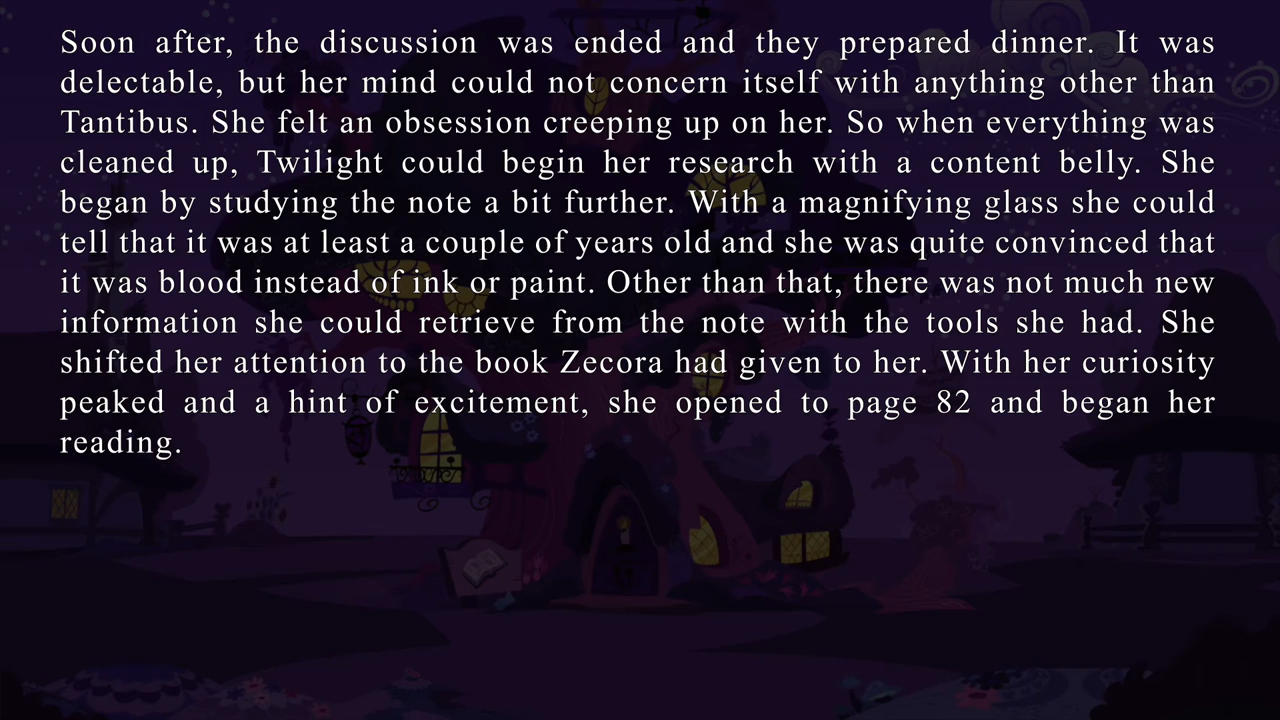 Soon after, the discussion was ended and they prepared dinner. It was
delectable, but her mind could not concern itself with anything other than
Tantibus. She felt an obsession creeping up on her. So when everything was
cleaned up, Twilight could begin her research with a content belly. She
began by studying the note a bit further. With a magnifying glass she could
tell that it was at least a couple of years old and she was quite convinced that
it was blood instead of ink or paint. Other than that, there was not much new
information she could retrieve from the note with the tools she had. She
shifted her attention to the book Zecora had given to her. With her curiosity
peaked and a hint of excitement, she opened to page 82 and began her
reading.